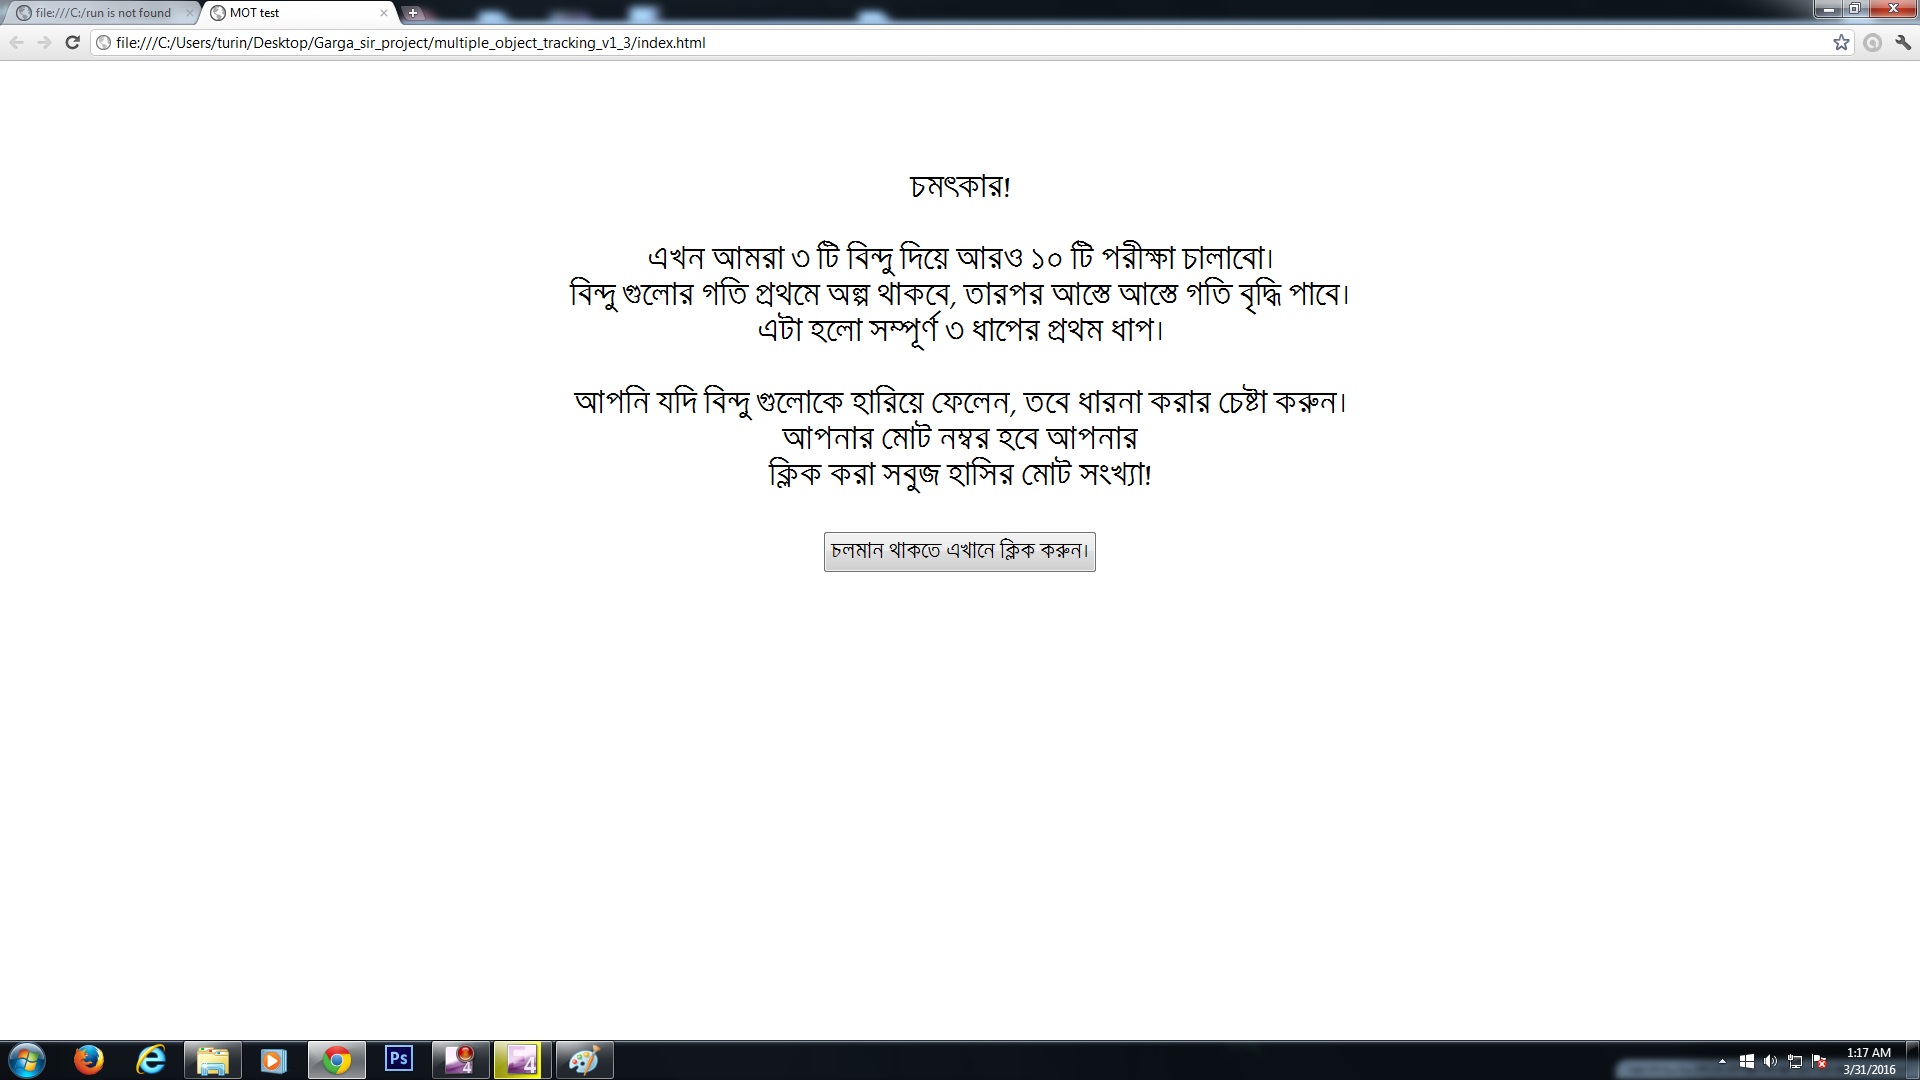 file:///C:/run is not found
MOT test
file:///C:/Users/turin/Desktop/Garga_sir_project/multiple_object_tracking_v1_3/index.html
চমৎকার!
এখন আমরা ৩ টি বিন্দু দিয়ে আরও ১০ টি পরীক্ষা চালাবো।
বিন্দু গুলোর গতি প্রথমে অল্প থাকবে, তারপর আস্তে আস্তে গতি বৃদ্ধি পাবে।
এটা হলো সম্পূর্ণ ৩ ধাপের প্রথম ধাপ।
আপনি যদি বিন্দু গুলোকে হারিয়ে ফেলেন, তবে ধারনা করার চেষ্টা করুন।
আপনার মোট নম্বর হবে আপনার
ক্লিক করা সবুজ হাসির মোট সংখ্যা!
চলমান থাকতে এখানে ক্লিক করুন।
Ps
4
4
1:17 AM
3/31/2016